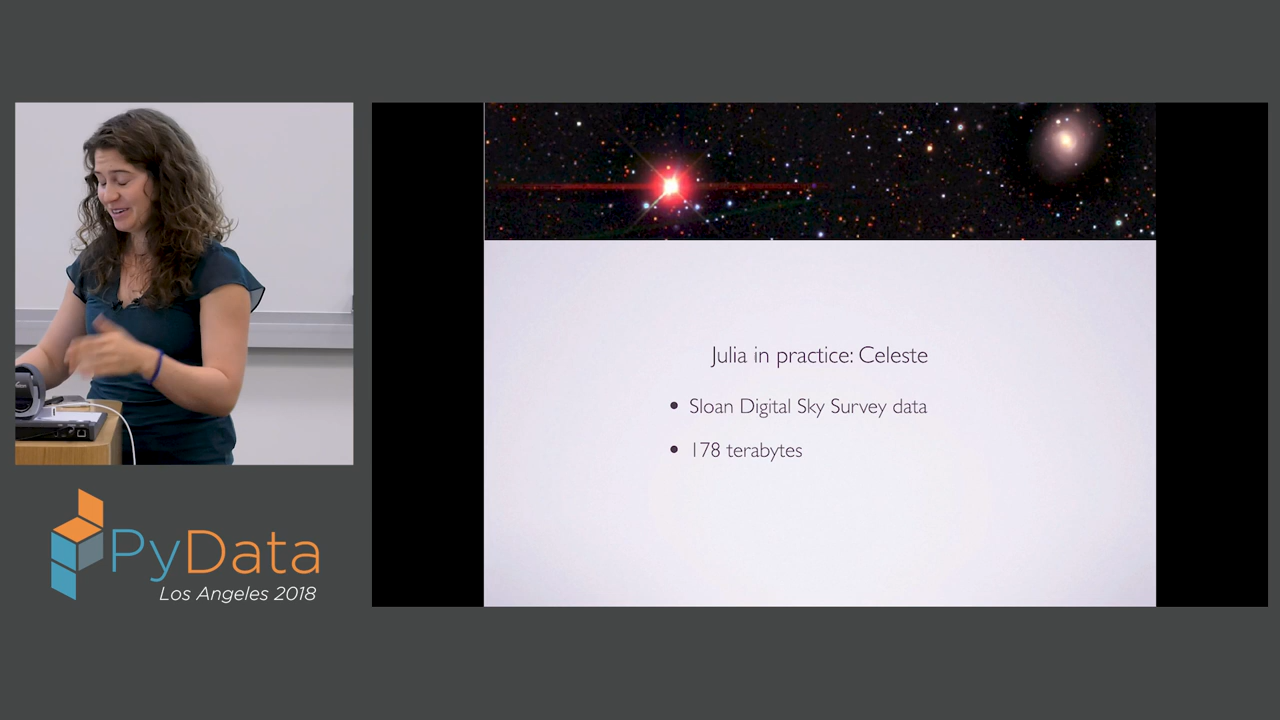 Julia in practice: Celeste
• Sloan Digital Sky Survey data
• 178 terabytes
PyData
Los Angeles 2018